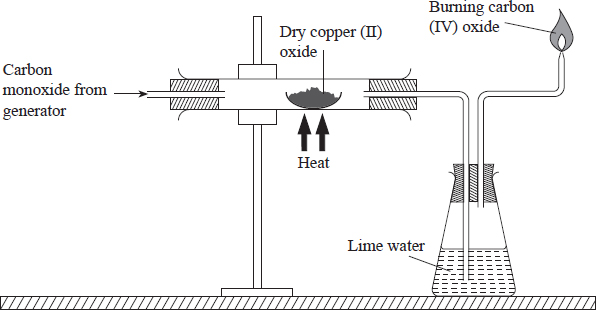 Burning carbon
(IV) oxide
Dry copper (II)
oxide
Carbon
monoxide from
generator
Heat
Lime water